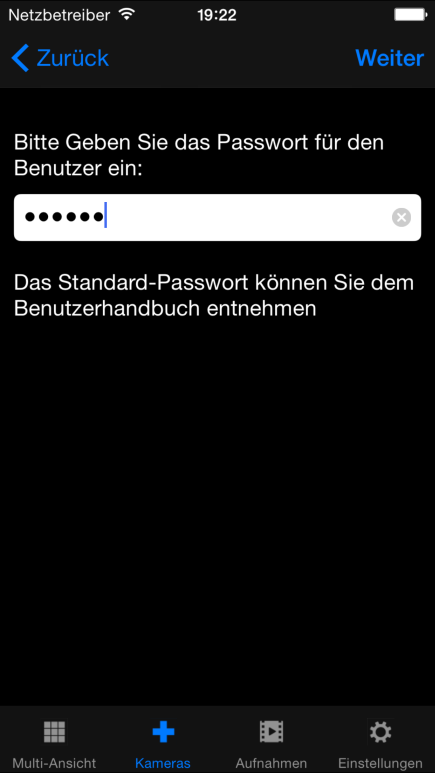 Netzbetreiber 19:22
Zurück Weiter
Bitte Geben Sie das Passwort für den
Benutzer ein:
••••••
Das Standard-Passwort können Sie dem
Benutzerhandbuch entnehmen
Multi-Ansicht Kameras Aufnahmen Einstellungen